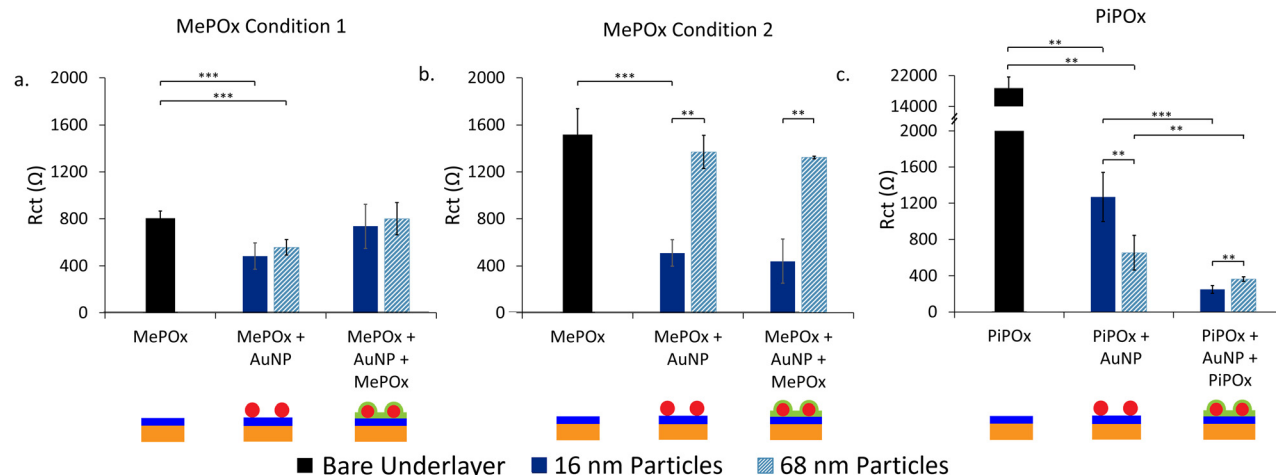 MePOx Condition 1
MePOx Condition 2
PiPOx
a.
b.
c.
Rct (Ω)
2000
1600
1200
800
400
0
***
***
MePOx
MePOx +
AuNP
MePOx +
AuNP +
MePOx
Rct (Ω)
2000
1600
1200
800
400
0
***
**
**
MePOx
MePOx +
AuNP
MePOx +
AuNP +
MePOx
Rct (Ω)
22000
14000
2000
1600
1200
800
400
0
**
**
***
**
**
**
PiPOx
PiPOx +
AuNP
PiPOx +
AuNP +
PiPOx
Bare Underlayer 16 nm Particles 68 nm Particles